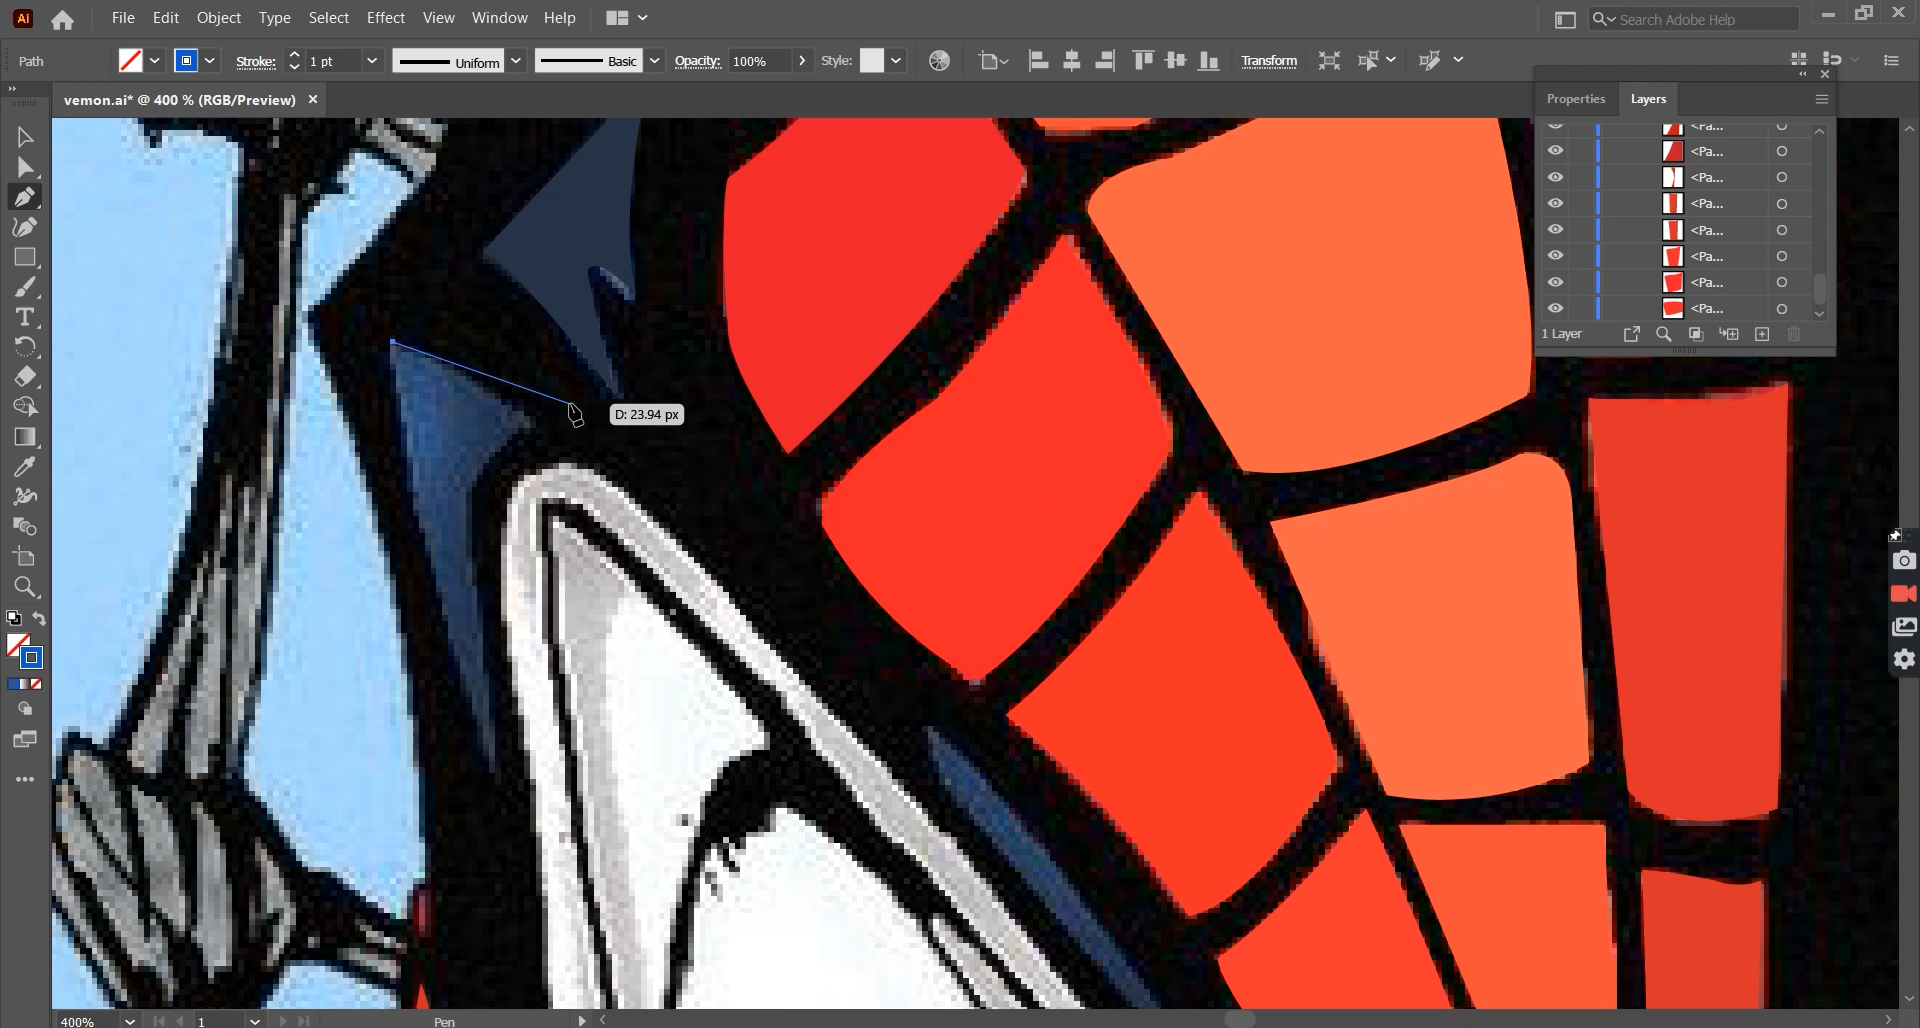 Ai File Edit Object Type Select Effect View Window Help Search Adobe Help
Path Stroke: 1 pt Uniform Basic Opacity: 100% Style: Transform
vemon.ai* @ 400 % (RGB/Preview) ×
Properties Layers
<Pa...
<Pa...
<Pa...
<Pa...
<Pa...
<Pa...
<Pa...
<Pa...
1 Layer
D: 23.94 px
400% 1 Pen